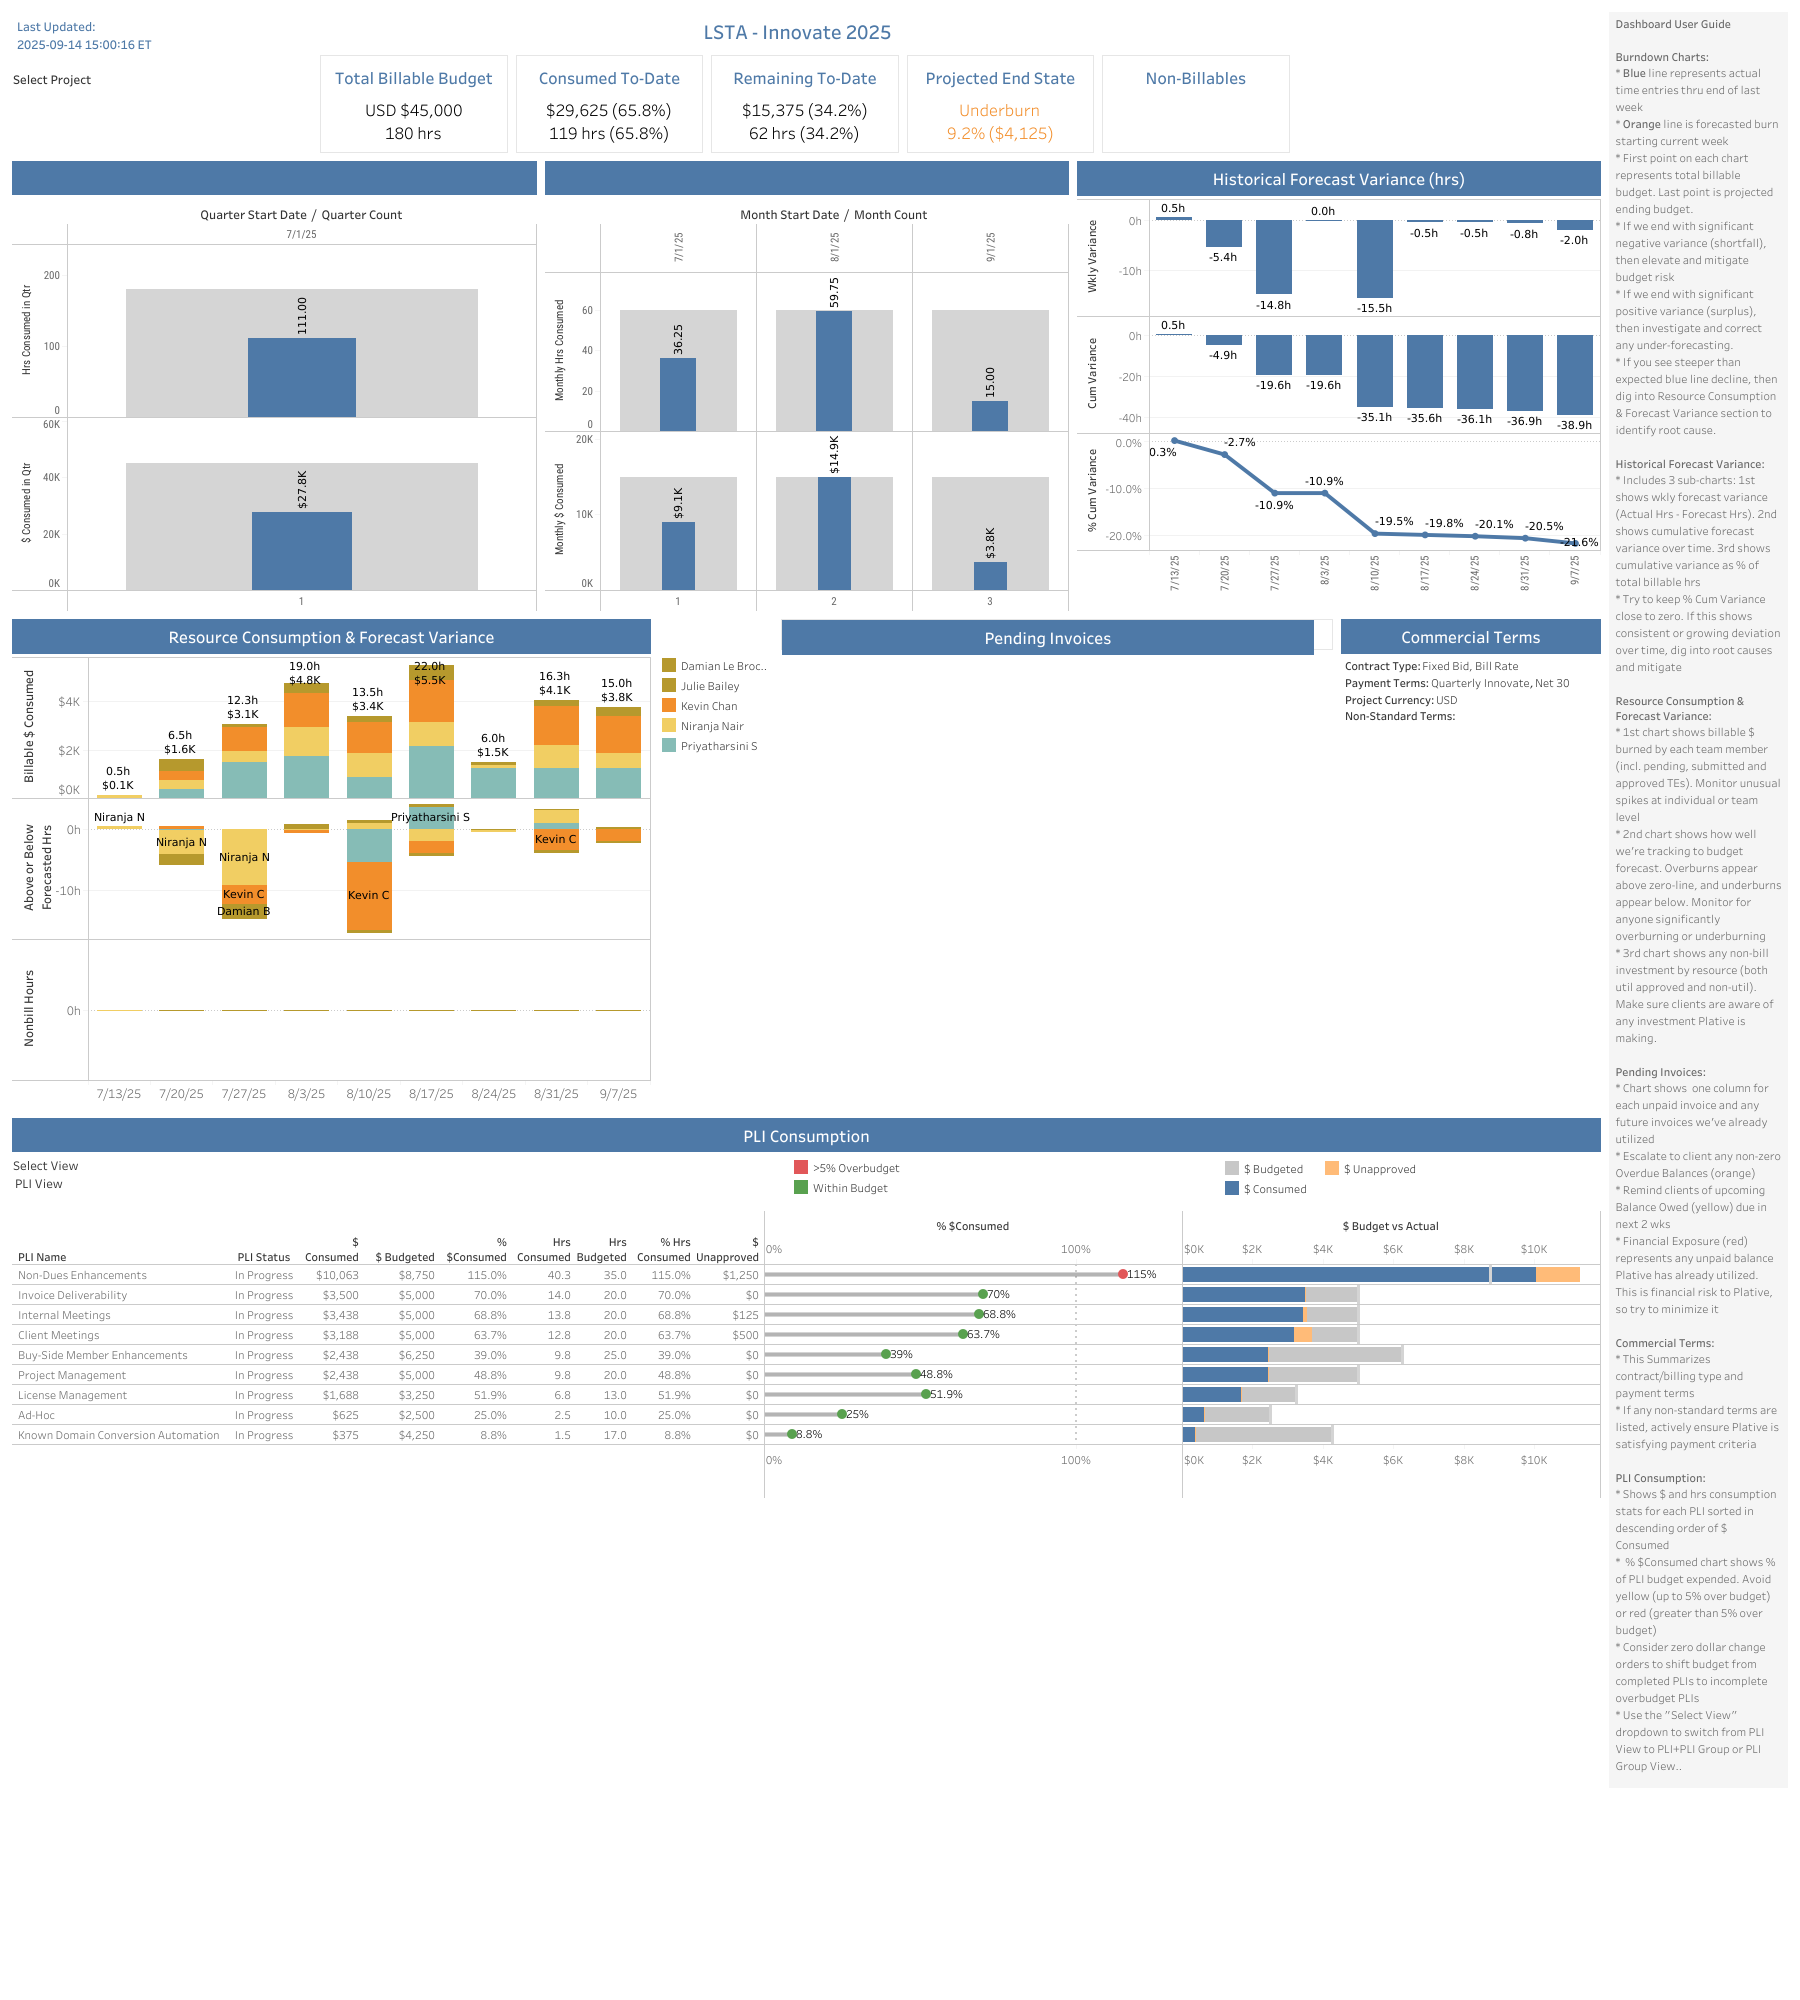 Last Updated:
2025-09-14 15:00:16 ET
LSTA - Innovate 2025
Select Project
Total Billable Budget
USD $45,000
180 hrs
Consumed To-Date
$29,625 (65.8%)
119 hrs (65.8%)
Remaining To-Date
$15,375 (34.2%)
62 hrs (34.2%)
Projected End State
Underburn
9.2% ($4,125)
Non-Billables
Quarter Start Date / Quarter Count
7/1/25
Hrs Consumed in Qtr
200
100
0
111.00
$ Consumed in Qtr
60K
40K
20K
0K
$27.8K
1
Month Start Date / Month Count
7/1/25
8/1/25
9/1/25
Monthly Hrs Consumed
60
40
20
0
36.25
59.75
15.00
Monthly $ Consumed
20K
10K
0K
$9.1K
$14.9K
$3.8K
1
2
3
Historical Forecast Variance (hrs)
Wkly Variance
0h
-10h
0.5h
-5.4h
-14.8h
0.0h
-15.5h
-0.5h
-0.5h
-0.8h
-2.0h
Cum Variance
0h
-20h
-40h
0.5h
-4.9h
-19.6h
-19.6h
-35.1h
-35.6h
-36.1h
-36.9h
-38.9h
% Cum Variance
0.0%
-10.0%
-20.0%
0.3%
-2.7%
-10.9%
-10.9%
-19.5%
-19.8%
-20.1%
-20.5%
-21.6%
7/13/25
7/20/25
7/27/25
8/3/25
8/10/25
8/17/25
8/24/25
8/31/25
9/7/25
Resource Consumption & Forecast Variance
Billable $ Consumed
$4K
$2K
$0K
0.5h
$0.1K
6.5h
$1.6K
12.3h
$3.1K
19.0h
$4.8K
13.5h
$3.4K
22.0h
$5.5K
6.0h
$1.5K
16.3h
$4.1K
15.0h
$3.8K
Above or Below
Forecasted Hrs
0h
-10h
Niranja N
Niranja N
Niranja N
Kevin C
Damian B
Kevin C
Priyatharsini S
Kevin C
Nonbill Hours
0h
7/13/25
7/20/25
7/27/25
8/3/25
8/10/25
8/17/25
8/24/25
8/31/25
9/7/25
Damian Le Broc..
Julie Bailey
Kevin Chan
Niranja Nair
Priyatharsini S
Pending Invoices
Commercial Terms
Contract Type: Fixed Bid, Bill Rate
Payment Terms: Quarterly Innovate, Net 30
Project Currency: USD
Non-Standard Terms:
PLI Consumption
Select View
PLI View
>5% Overbudget
Within Budget
$ Budgeted
$ Unapproved
$ Consumed
PLI Name PLI Status $ Consumed $ Budgeted % $Consumed Hrs Consumed Hrs Budgeted % Hrs Consumed $ Unapproved
% $Consumed
0% 100%
$ Budget vs Actual
$0K $2K $4K $6K $8K $10K
Non-Dues Enhancements In Progress $10,063 $8,750 115.0% 40.3 35.0 115.0% $1,250 115%
Invoice Deliverability In Progress $3,500 $5,000 70.0% 14.0 20.0 70.0% $0 70%
Internal Meetings In Progress $3,438 $5,000 68.8% 13.8 20.0 68.8% $125 68.8%
Client Meetings In Progress $3,188 $5,000 63.7% 12.8 20.0 63.7% $500 63.7%
Buy-Side Member Enhancements In Progress $2,438 $6,250 39.0% 9.8 25.0 39.0% $0 39%
Project Management In Progress $2,438 $5,000 48.8% 9.8 20.0 48.8% $0 48.8%
License Management In Progress $1,688 $3,250 51.9% 6.8 13.0 51.9% $0 51.9%
Ad-Hoc In Progress $625 $2,500 25.0% 2.5 10.0 25.0% $0 25%
Known Domain Conversion Automation In Progress $375 $4,250 8.8% 1.5 17.0 8.8% $0 8.8%
0% 100%
$0K $2K $4K $6K $8K $10K
Dashboard User Guide
Burndown Charts:
* Blue line represents actual
time entries thru end of last
week
* Orange line is forecasted burn
starting current week
* First point on each chart
represents total billable
budget. Last point is projected
ending budget.
* If we end with significant
negative variance (shortfall),
then elevate and mitigate
budget risk
* If we end with significant
positive variance (surplus),
then investigate and correct
any under-forecasting.
* If you see steeper than
expected blue line decline, then
dig into Resource Consumption
& Forecast Variance section to
identify root cause.
Historical Forecast Variance:
* Includes 3 sub-charts: 1st
shows wkly forecast variance
(Actual Hrs - Forecast Hrs). 2nd
shows cumulative forecast
variance over time. 3rd shows
cumulative variance as % of
total billable hrs
* Try to keep % Cum Variance
close to zero. If this shows
consistent or growing deviation
over time, dig into root causes
and mitigate
Resource Consumption &
Forecast Variance:
* 1st chart shows billable $
burned by each team member
(incl. pending, submitted and
approved TEs). Monitor unusual
spikes at individual or team
level
* 2nd chart shows how well
we're tracking to budget
forecast. Overburns appear
above zero-line, and underburns
appear below. Monitor for
anyone significantly
overburning or underburning
* 3rd chart shows any non-bill
investment by resource (both
util approved and non-util).
Make sure clients are aware of
any investment Plative is
making.
Pending Invoices:
* Chart shows one column for
each unpaid invoice and any
future invoices we've already
utilized
* Escalate to client any non-zero
Overdue Balances (orange)
* Remind clients of upcoming
Balance Owed (yellow) due in
next 2 wks
* Financial Exposure (red)
represents any unpaid balance
Plative has already utilized.
This is financial risk to Plative,
so try to minimize it
Commercial Terms:
* This Summarizes
contract/billing type and
payment terms
* If any non-standard terms are
listed, actively ensure Plative is
satisfying payment criteria
PLI Consumption:
* Shows $ and hrs consumption
stats for each PLI sorted in
descending order of $
Consumed
* % $Consumed chart shows %
of PLI budget expended. Avoid
yellow (up to 5% over budget)
or red (greater than 5% over
budget)
* Consider zero dollar change
orders to shift budget from
completed PLIs to incomplete
overbudget PLIs
* Use the "Select View"
dropdown to switch from PLI
View to PLI+PLI Group or PLI
Group View..